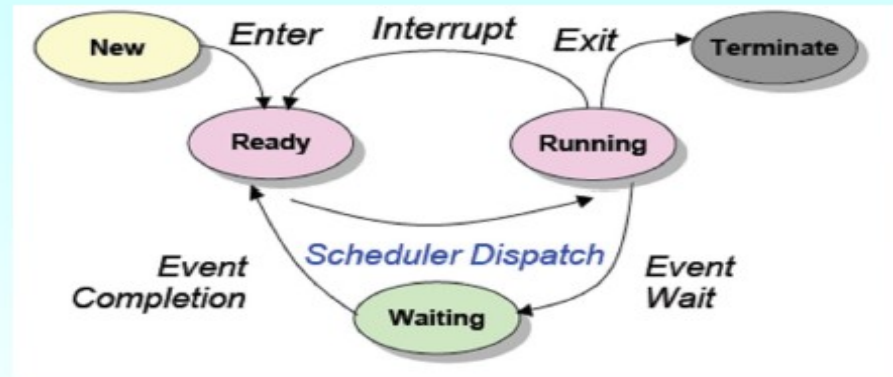 New
Enter
Interrupt
Exit
Terminate
Ready
Running
Scheduler Dispatch
Event
Completion
Event
Wait
Waiting